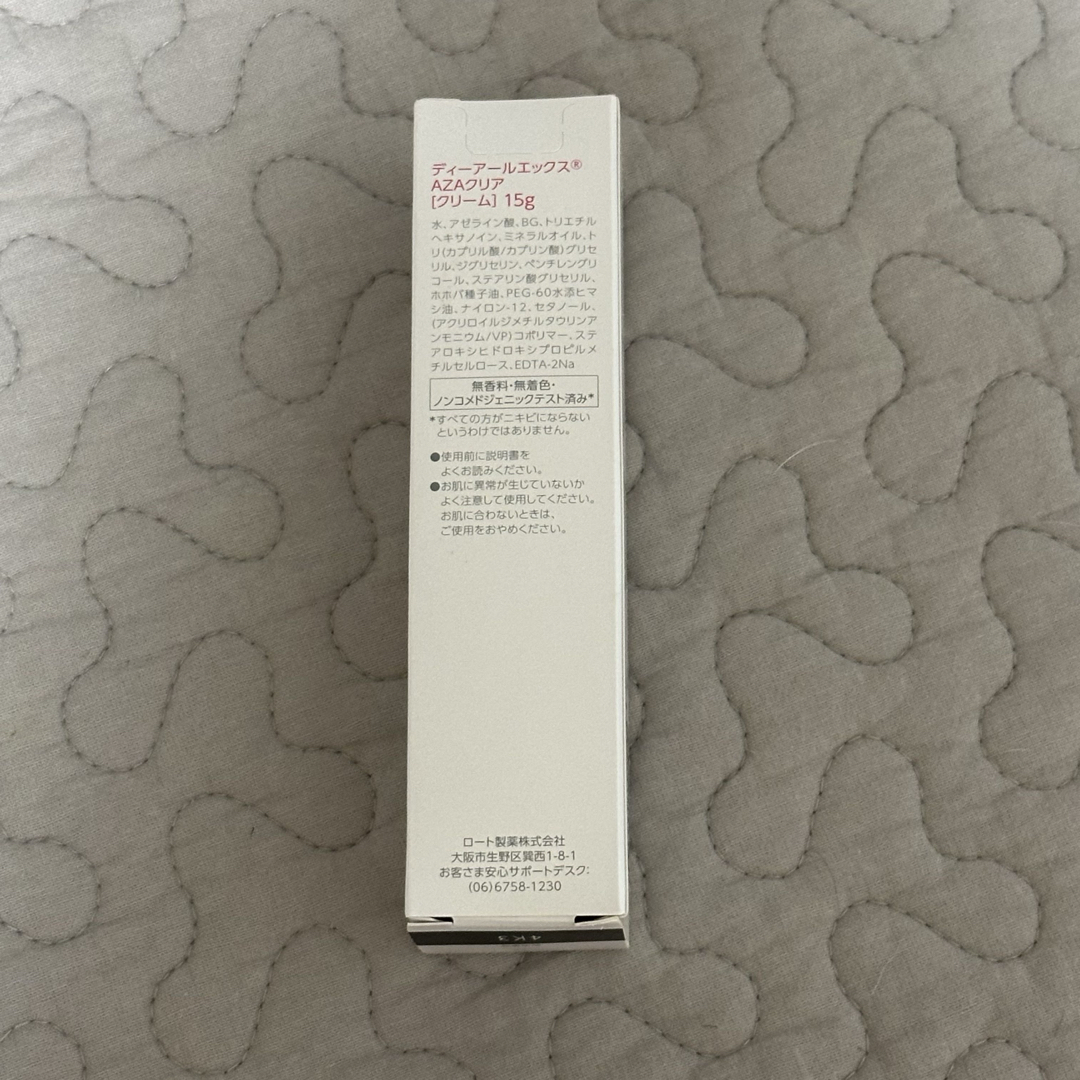 ディーアールエックス®
AZAクリア
[クリーム] 15g
水、アゼライン酸、BG、トリエチル
ヘキサノイン、ミネラルオイル、ト
リ(カプリル酸/カプリン酸)グリセ
リル、ジグリセリン、ペンチレングリ
コール、ステアリン酸グリセリル、
ホホバ種子油、PEG-60水添ヒマ
シ油、ナイロン-12、セタノール、
(アクリロイルジメチルタウリンア
ンモニウム/VP)コポリマー、ステ
アロキシヒドロキシプロピルメ
チルセルロース、EDTA-2Na
無香料・無着色・
ノンコメドジェニックテスト済み*
*すべての方がニキビにならない
というわけではありません。
●使用前に説明書を
よくお読みください。
●お肌に異常が生じていないか
よく注意して使用してください。
お肌に合わないときは、
ご使用をおやめください。
ロート製薬株式会社
大阪市生野区巽西1-8-1
お客さま安心サポートデスク:
(06)6758-1230
4K3